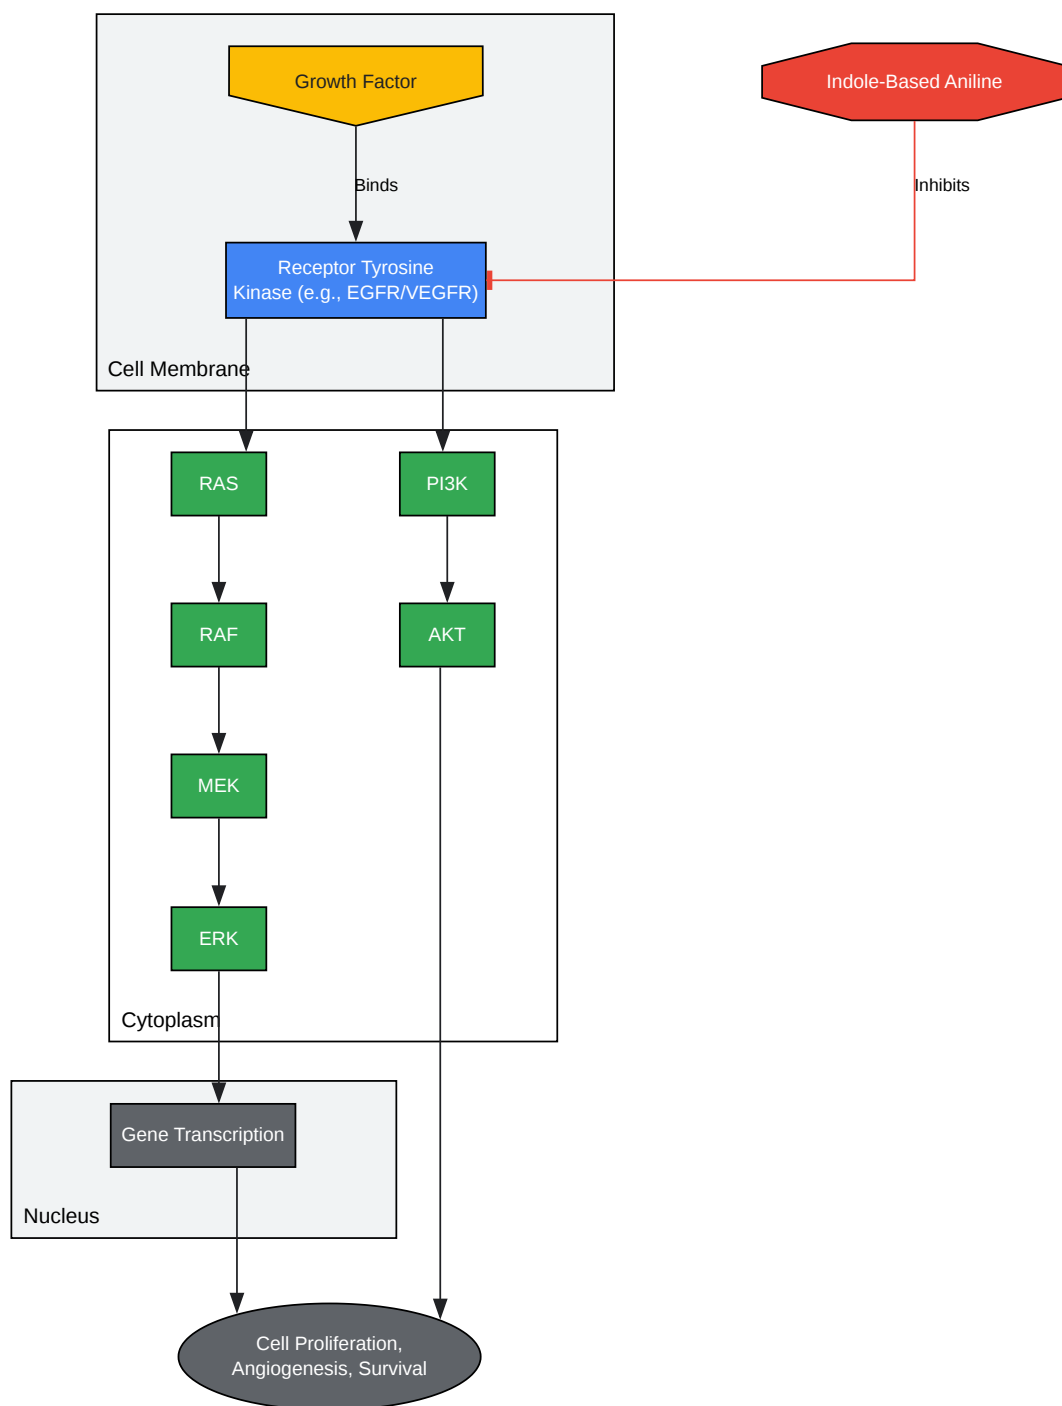 Growth Factor
Indole-Based Aniline
Binds
Inhibits
Receptor Tyrosine
Kinase (e.g., EGFR/VEGFR)
Cell Membrane
RAS
PI3K
RAF
AKT
MEK
ERK
Cytoplasm
Gene Transcription
Nucleus
Cell Proliferation,
Angiogenesis, Survival